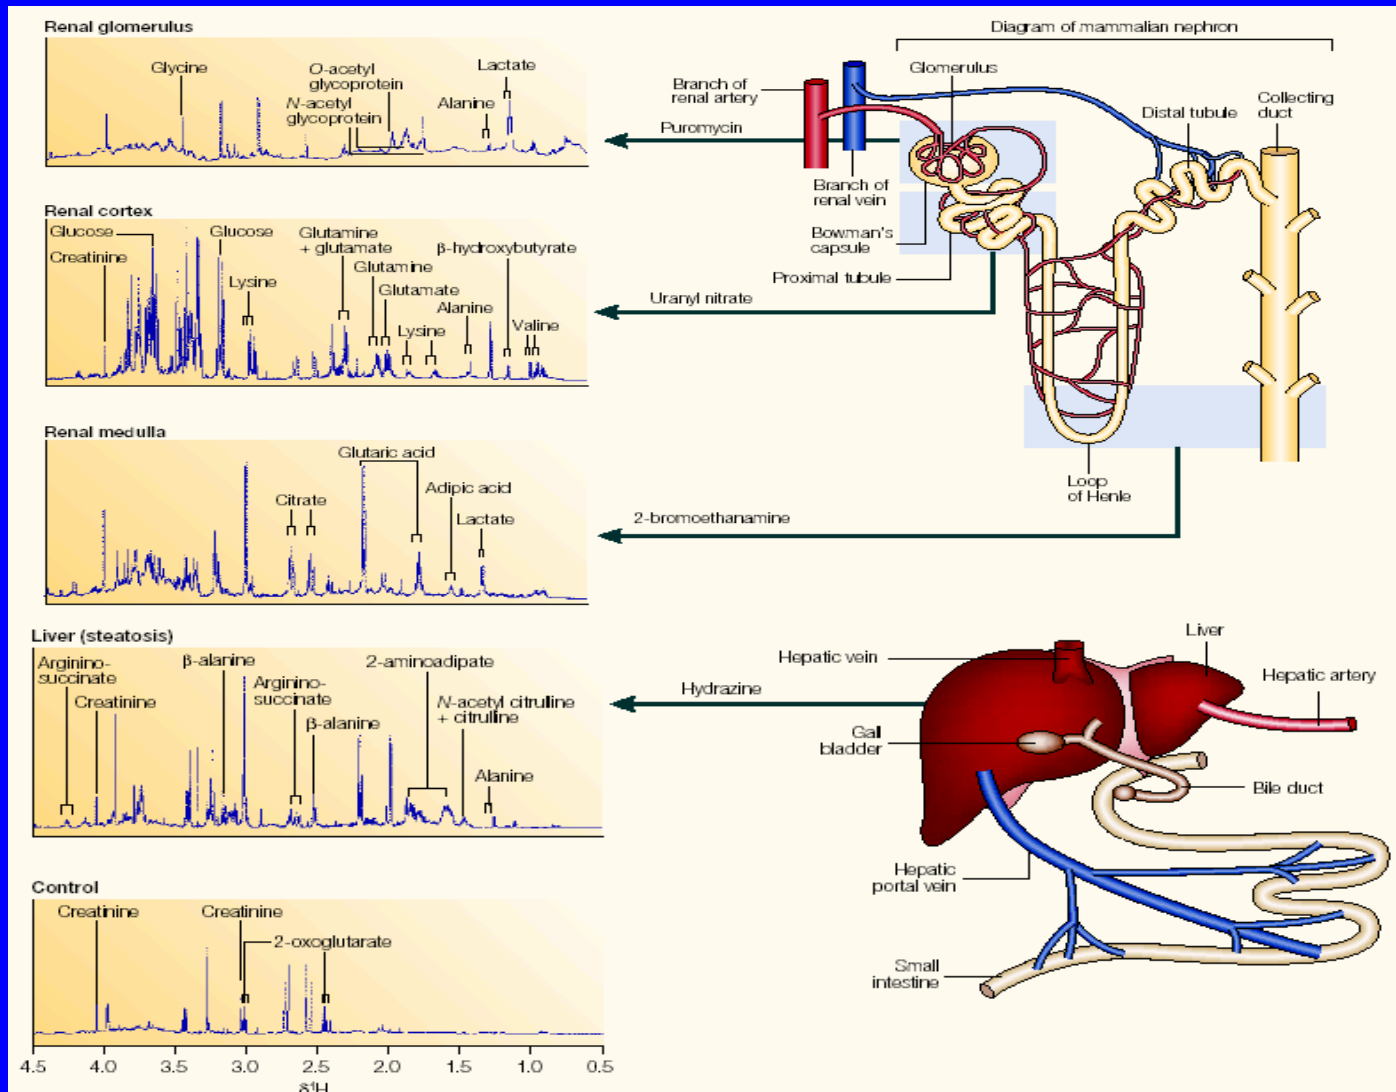 Renal glomerulus
Glycine
O-acetyl
glycoprotein
N-acetyl
glycoprotein
Alanine
Lactate
Puromycin
Renal cortex
Glucose
Creatinine
Glucose
Lysine
Glutamine
+ glutamate
Glutamine
Glutamate
Lysine
Alanine
β-hydroxybutyrate
Valine
Uranyl nitrate
Renal medulla
Citrate
Glutaric acid
Adipic acid
Lactate
2-bromoethanamine
Liver (steatosis)
Arginino-
succinate
Creatinine
β-alanine
Arginino-
succinate
β-alanine
2-aminoadipate
N-acetyl citrulline
+ citrulline
Alanine
Hydrazine
Control
Creatinine
Creatinine
2-oxoglutarate
4.5 4.0 3.5 3.0 2.5 2.0 1.5 1.0 0.5
δ¹H
Diagram of mammalian nephron
Branch of
renal artery
Glomerulus
Distal tubule
Collecting
duct
Branch of
renal vein
Bowman's
capsule
Proximal tubule
Loop
of Henle
Hepatic vein
Liver
Hepatic artery
Gall
bladder
Bile duct
Hepatic
portal vein
Small
intestine